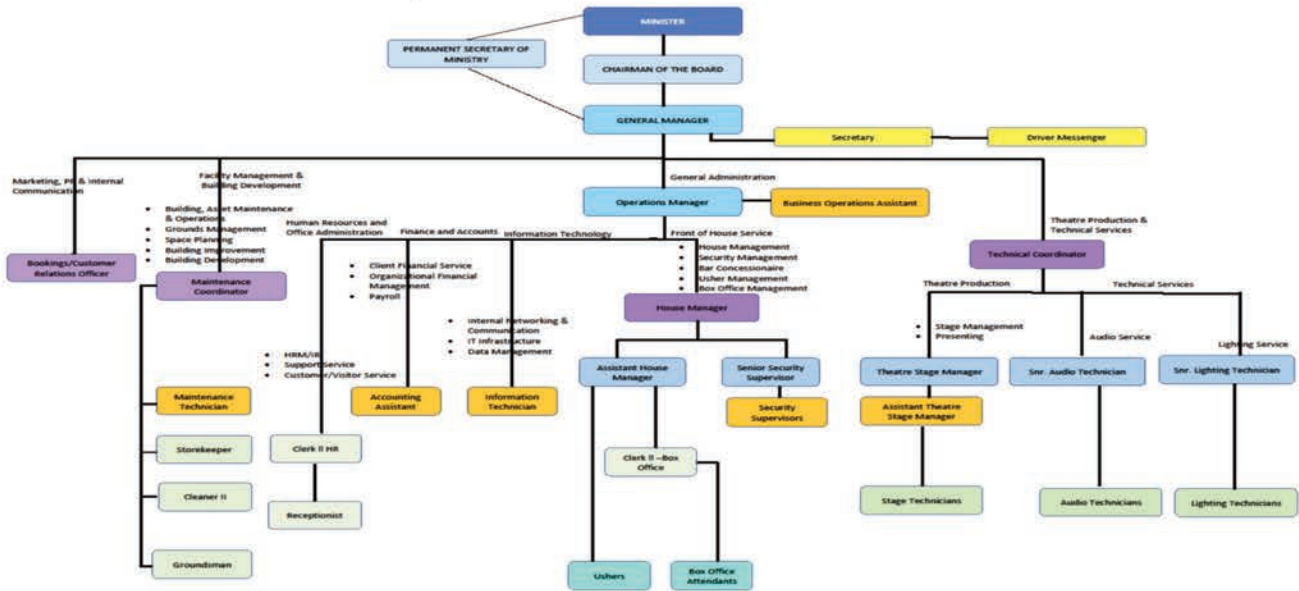 MINISTER
PERMANENT SECRETARY OF
MINISTRY
CHAIRMAN OF THE BOARD
GENERAL MANAGER
Secretary
Driver Messenger
Marketing, PR & Internal
Communication
Facility Management &
Building Development
General Administration
• Building, Asset Maintenance
& Operations
• Grounds Management
• Space Planning
• Building Improvement
• Building Development
Operations Manager
Business Operations Assistant
Theatre Production &
Technical Services
Human Resources and
Office Administration
Finance and Accounts
Information Technology
Front of House Service
• House Management
• Security Management
• Bar Concessionaire
• Usher Management
• Box Office Management
Bookings/Customer
Relations Officer
Maintenance
Coordinator
• Client Financial Service
• Organizational Financial
Management
• Payroll
Technical Coordinator
House Manager
Theatre Production
Technical Services
• Internal Networking &
Communication
• IT Infrastructure
• Data Management
• Stage Management
• Presenting
Audio Service
Lighting Service
• HRM/IR
• Support Service
• Customer/Visitor Service
Assistant House
Manager
Senior Security
Supervisor
Theatre Stage Manager
Snr. Audio Technician
Snr. Lighting Technician
Maintenance
Technician
Accounting
Assistant
Information
Technician
Security
Supervisors
Assistant Theatre
Stage Manager
Storekeeper
Clerk II HR
Clerk II –Box
Office
Cleaner II
Receptionist
Stage Technicians
Audio Technicians
Lighting Technicians
Groundsman
Ushers
Box Office
Attendants